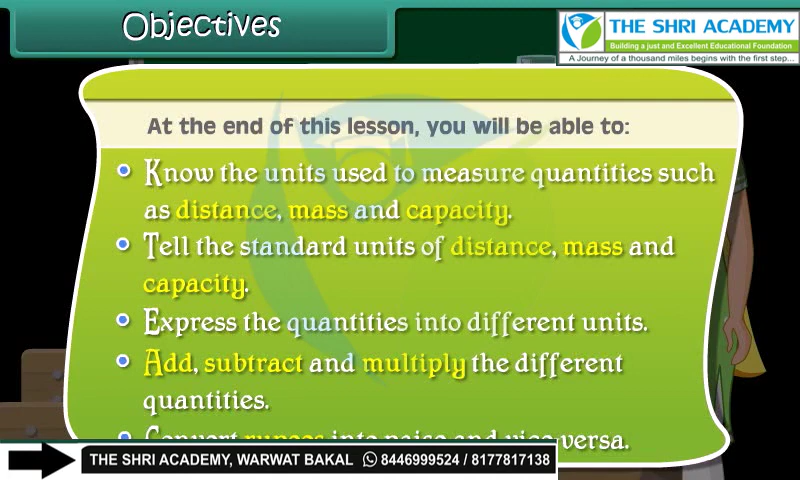 Objectives
THE SHRI ACADEMY
Building a just and Excellent Educational Foundation
A Journey of a thousand miles begins with the first step...
At the end of this lesson, you will be able to:
Know the units used to measure quantities such
as distance, mass and capacity.
Tell the standard units of distance, mass and
capacity.
Express the quantities into different units.
Add, subtract and multiply the different
quantities.
Convert rupees into paise and vice-versa.
THE SHRI ACADEMY, WARWAT BAKAL 8446999524 / 8177817138